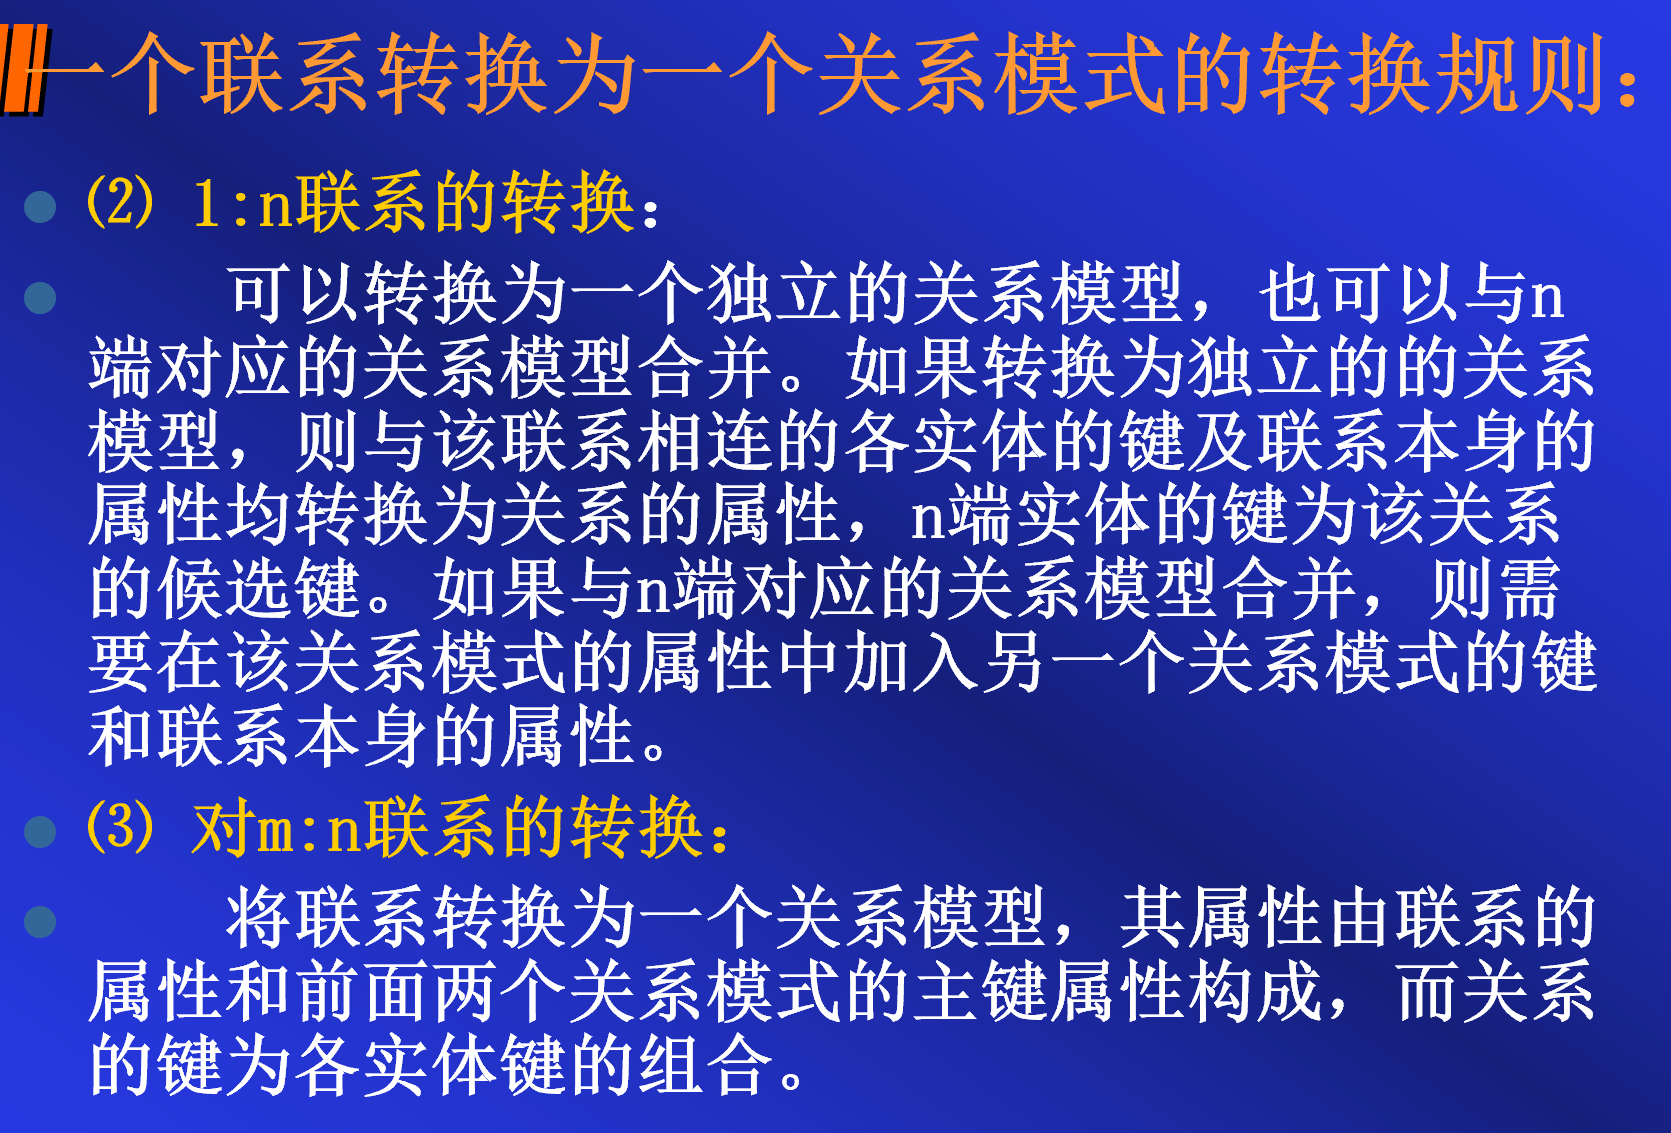 一个联系转换为一个关系模式的转换规则：
⑵ 1:n联系的转换：
可以转换为一个独立的关系模型，也可以与n
端对应的关系模型合并。如果转换为独立的的关系
模型，则与该联系相连的各实体的键及联系本身的
属性均转换为关系的属性，n端实体的键为该关系
的候选键。如果与n端对应的关系模型合并，则需
要在该关系模式的属性中加入另一个关系模式的键
和联系本身的属性。
⑶ 对m:n联系的转换：
将联系转换为一个关系模型，其属性由联系的
属性和前面两个关系模式的主键属性构成，而关系
的键为各实体键的组合。